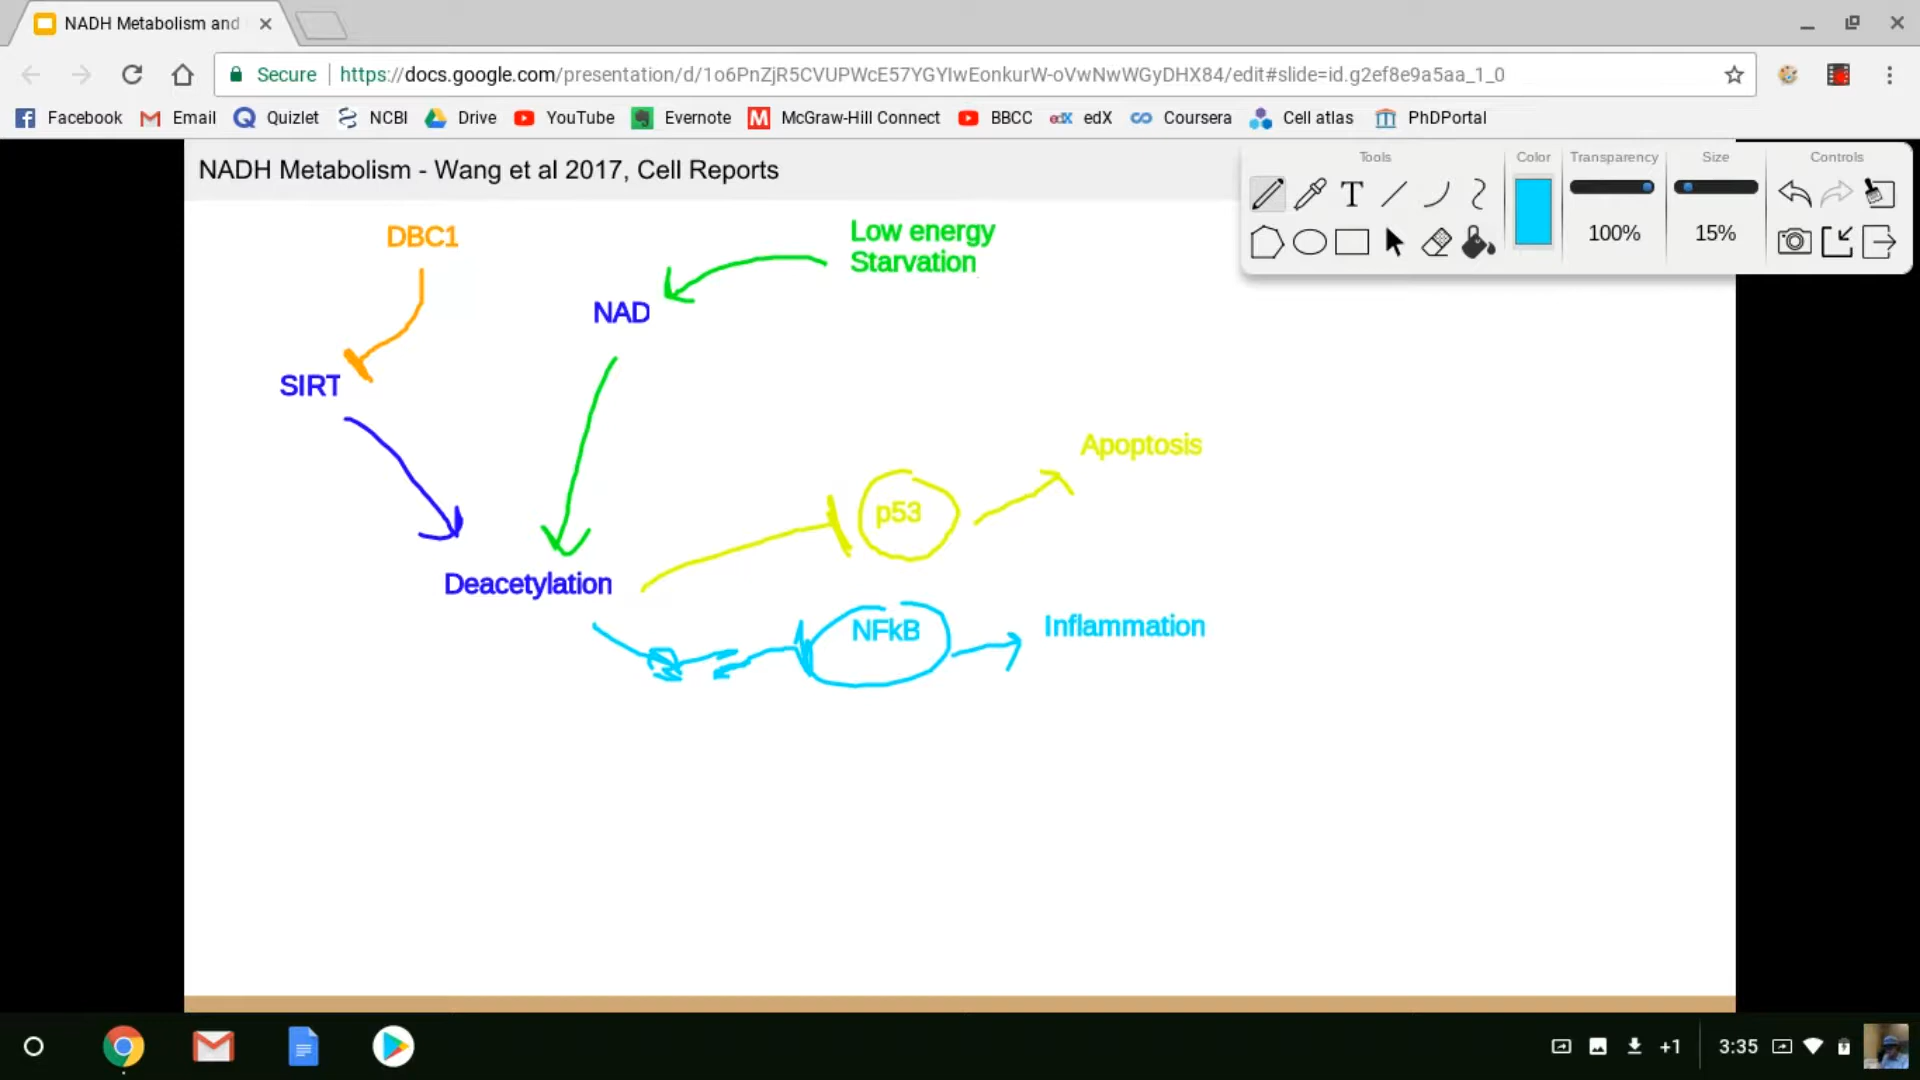 NADH Metabolism and
Secure https://docs.google.com/presentation/d/1o6PnZjR5CVUPWcE57YGYIwEonkurW-oVwNwWGyDHX84/edit#slide=id.g2ef8e9a5aa_1_0
Facebook Email Quizlet NCBI Drive YouTube Evernote McGraw-Hill Connect BBCC edX Coursera Cell atlas PhDPortal
NADH Metabolism - Wang et al 2017, Cell Reports
Tools Color Transparency Size Controls
100% 15%
DBC1
Low energy
Starvation
NAD
SIRT
Apoptosis
p53
Deacetylation
NFkB
Inflammation
+1 3:35